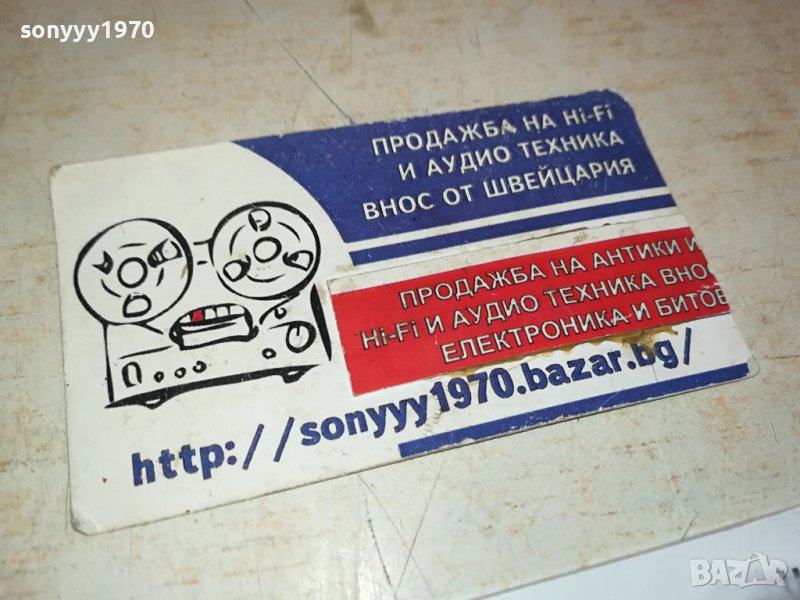 sonyyy1970
ПРОДАЖБА НА Hi-Fi
И АУДИО ТЕХНИКА
ВНОС ОТ ШВЕЙЦАРИЯ
ПРОДАЖБА НА АНТИКИ И
Hi-Fi И АУДИО ТЕХНИКА ВНОС
ЕЛЕКТРОНИКА И БИТОВ
http://sonyyy1970.bazar.bg/
BAZAR